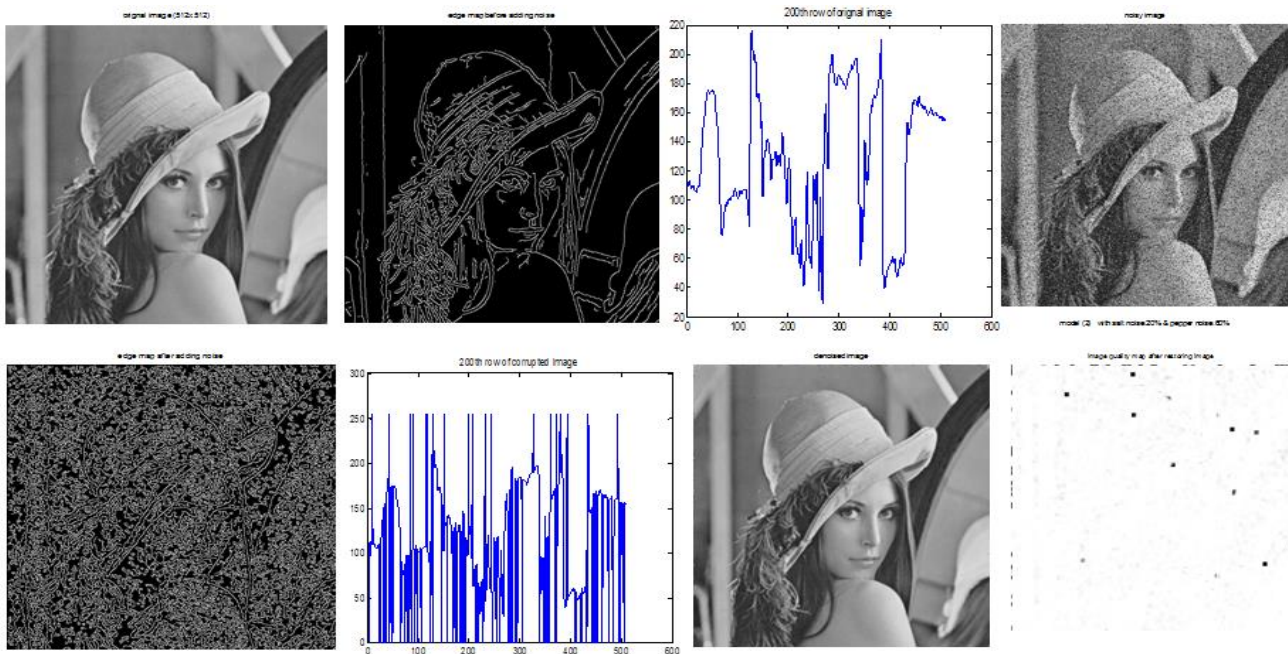 orignal image (512x512)
edge map before adding noise
200th row of orignal image
noisy image
220
200
180
160
140
120
100
80
60
40
20
0 100 200 300 400 500 600
model (3) with salt noise 20% & pepper noise
edge map after adding noise
200th row of corrupted image
denoised image
image quality map after restoring image
300
250
200
150
100
50
0
0 100 200 300 400 500 600